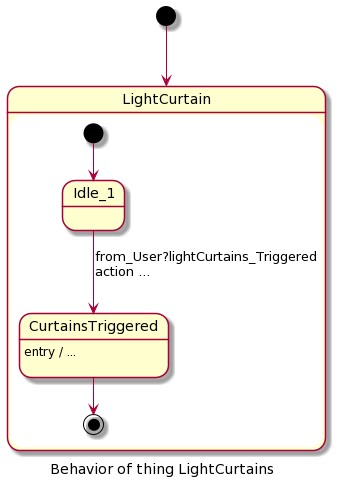 LightCurtain
Idle_1
from_User?lightCurtains_Triggered
action ...
CurtainsTriggered
entry / ...
Behavior of thing LightCurtains